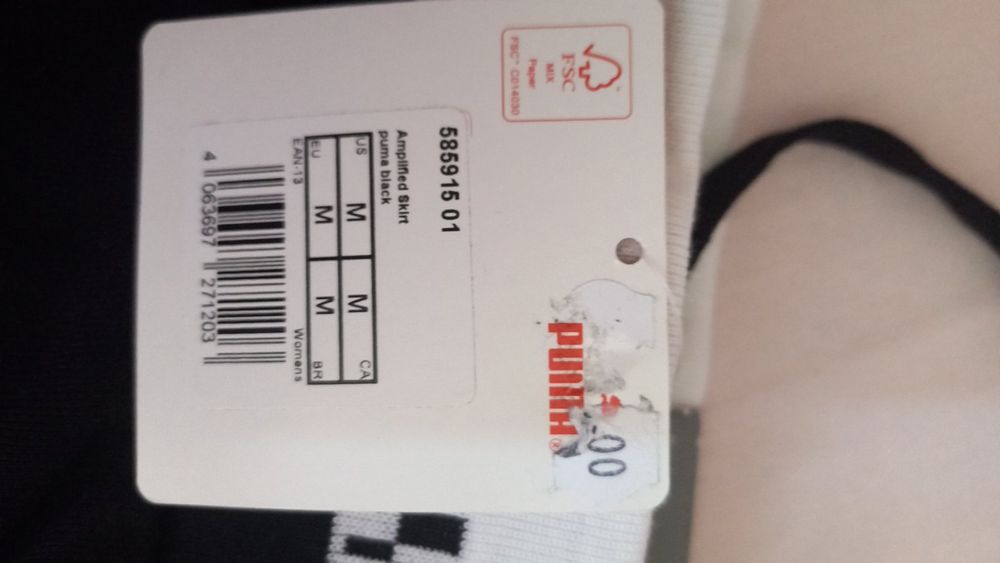 FSC
MIX
Paper
FSC™ C014030
585915 01
Amplified Skirt
puma black
US M M CA
EU M M BR
EAN-13 Womens
4 063697 271203
PUMA®
.00